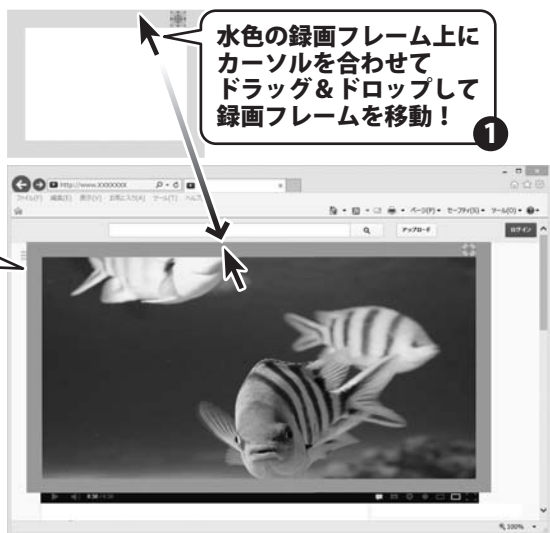 水色の録画フレーム上に
カーソルを合わせて
ドラッグ&ドロップして
録画フレームを移動!
1
http://www.XXXXXXX
ファイル(F) 編集(E) 表示(V) お気に入り(A) ツール(T) ヘルプ
ページ(P) セーフティ(S) ツール(O)
アップロード ログイン
100%